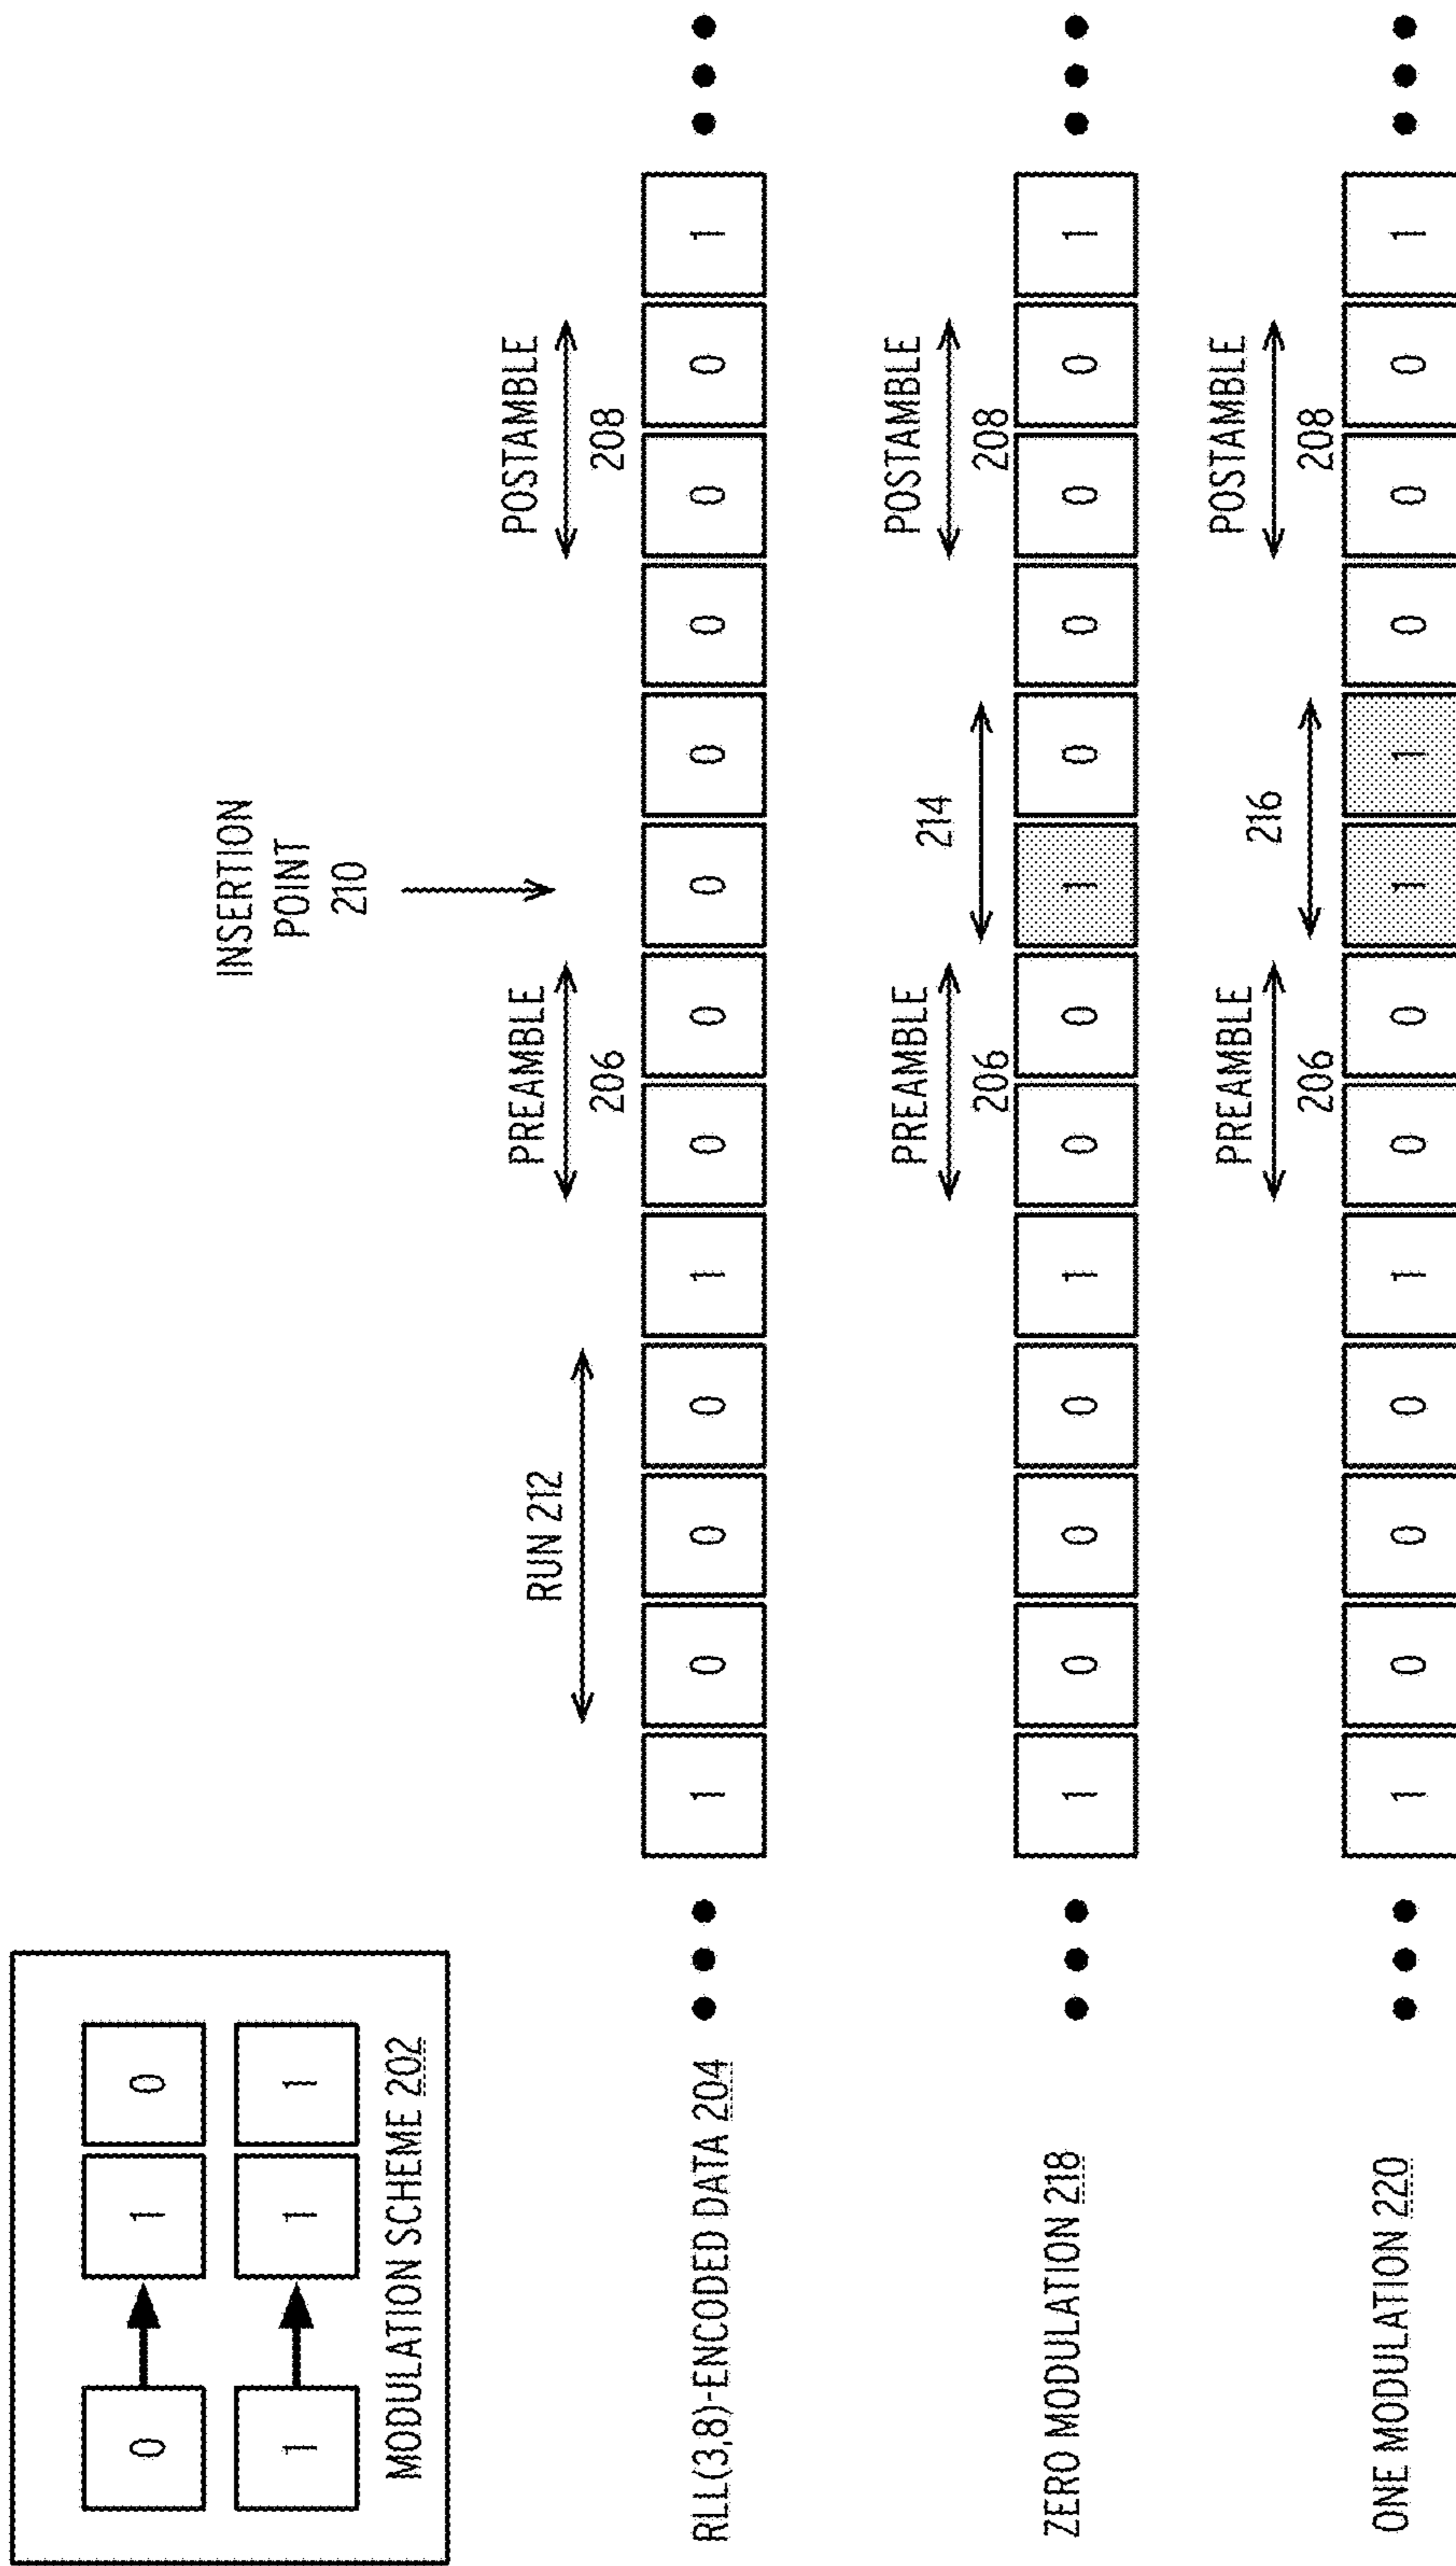 0 1 0
1 1 1
MODULATION SCHEME 202
INSERTION
POINT
210
RUN 212
PREAMBLE
206
POSTAMBLE
208
RLL(3,8)-ENCODED DATA 204
1 0 0 0 1 0 0 0 0 0 0 0 1
PREAMBLE
206
214
POSTAMBLE
208
ZERO MODULATION 218
1 0 0 0 1 0 0 1 0 0 0 0 1
PREAMBLE
206
216
POSTAMBLE
208
ONE MODULATION 220
1 0 0 0 1 0 0 1 1 0 0 0 1